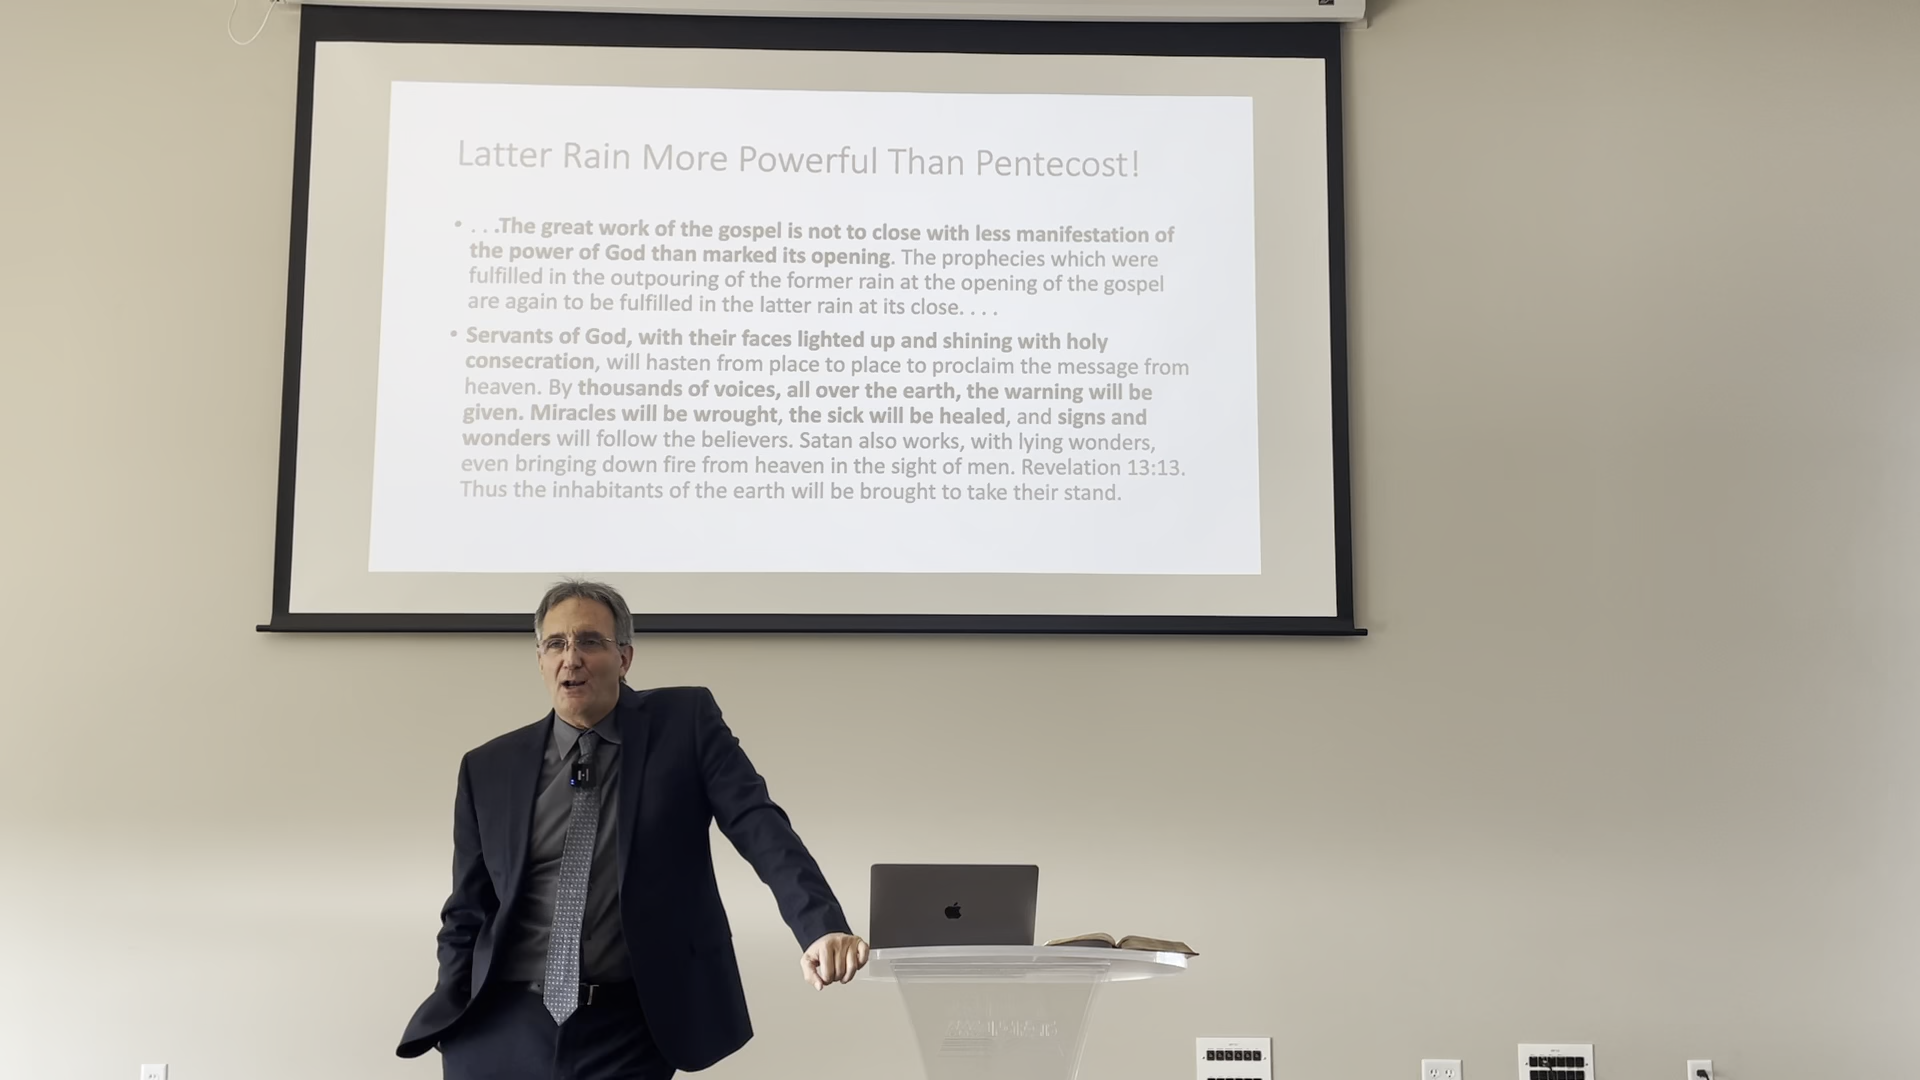 Latter Rain More Powerful Than Pentecost!
• . . .The great work of the gospel is not to close with less manifestation of
the power of God than marked its opening. The prophecies which were
fulfilled in the outpouring of the former rain at the opening of the gospel
are again to be fulfilled in the latter rain at its close. . . .
• Servants of God, with their faces lighted up and shining with holy
consecration, will hasten from place to place to proclaim the message from
heaven. By thousands of voices, all over the earth, the warning will be
given. Miracles will be wrought, the sick will be healed, and signs and
wonders will follow the believers. Satan also works, with lying wonders,
even bringing down fire from heaven in the sight of men. Revelation 13:13.
Thus the inhabitants of the earth will be brought to take their stand.